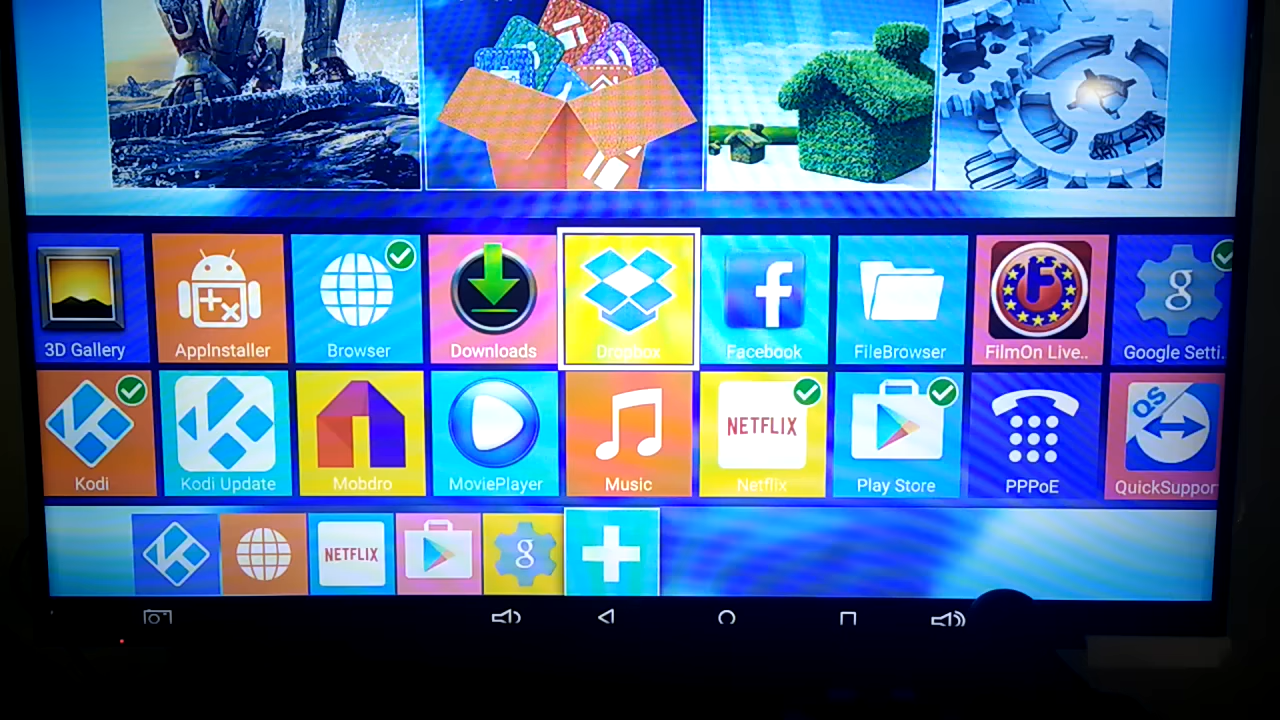 3D Gallery
AppInstaller
Browser
Downloads
Dropbox
Facebook
FileBrowser
F
FilmOn Live..
g
Google Setti.
Kodi
Kodi Update
Mobdro
MoviePlayer
Music
NETFLIX
Netflix
Play Store
PPPoE
QS
QuickSuppor
NETFLIX
g